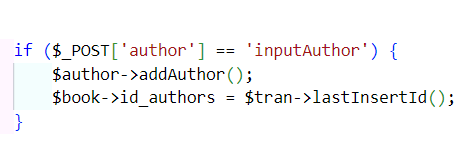 if ($_POST['author'] == 'inputAuthor') {
    $author->addAuthor();
    $book->id_authors = $tran->lastInsertId();
}